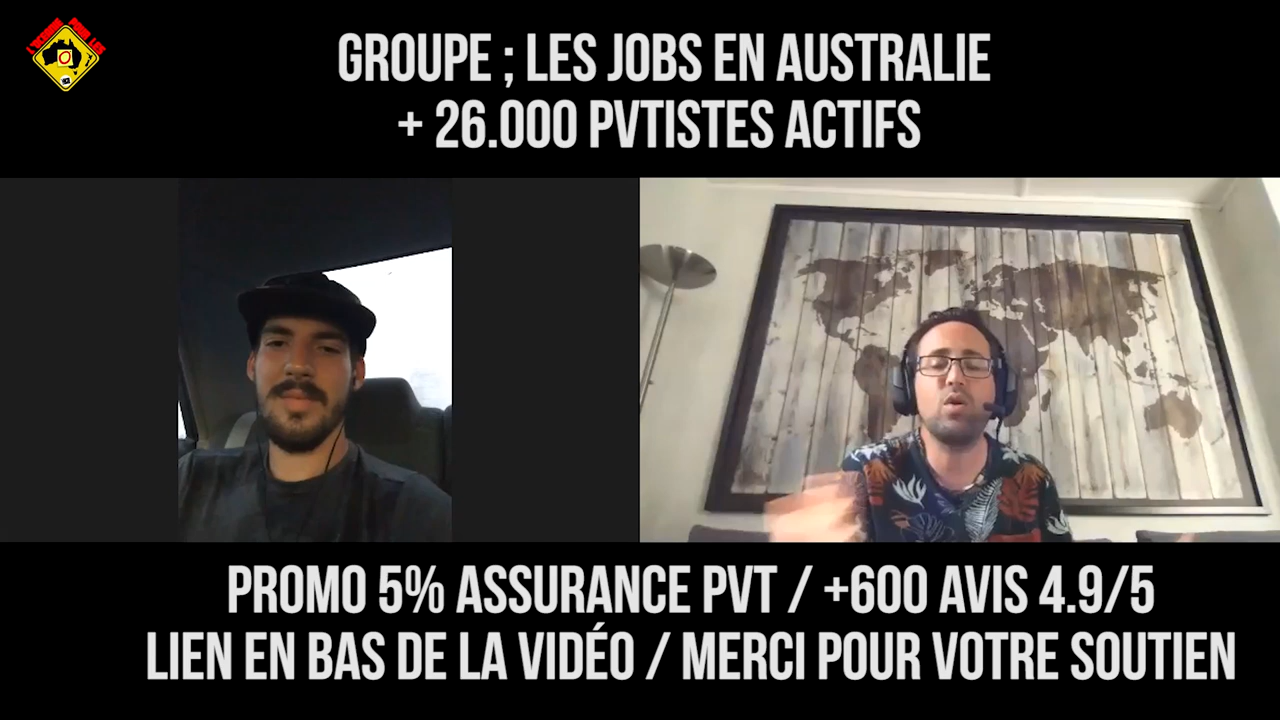 GROUPE ; LES JOBS EN AUSTRALIE
+ 26.000 PVTISTES ACTIFS
PROMO 5% ASSURANCE PVT / +600 AVIS 4.9/5
LIEN EN BAS DE LA VIDÉO / MERCI POUR VOTRE SOUTIEN